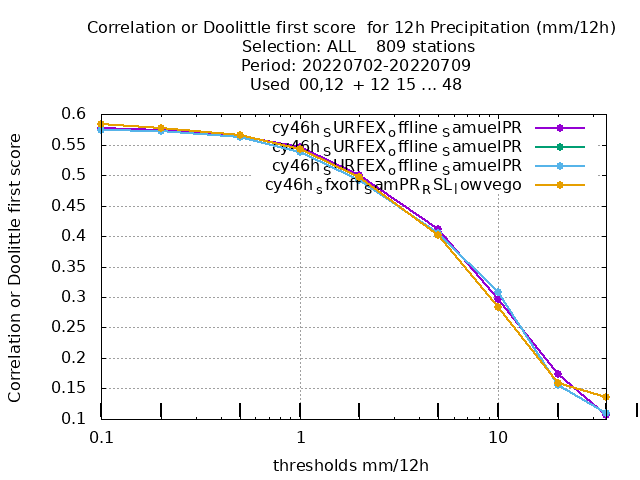 Correlation or Doolittle first score  for 12h Precipitation (mm/12h)
Selection: ALL    809 stations
Period: 20220702-20220709
Used  00,12  + 12 15 ... 48
Correlation or Doolittle first score
0.6
0.55
0.5
0.45
0.4
0.35
0.3
0.25
0.2
0.15
0.1
cy46h_SURFEX_offline_SamuelPR
cy46h_SURFEX_offline_SamuelPR
cy46h_SURFEX_offline_SamuelPR
cy46h_sfxoff_samPR_RSL_lowvego
0.1 1 10
thresholds mm/12h